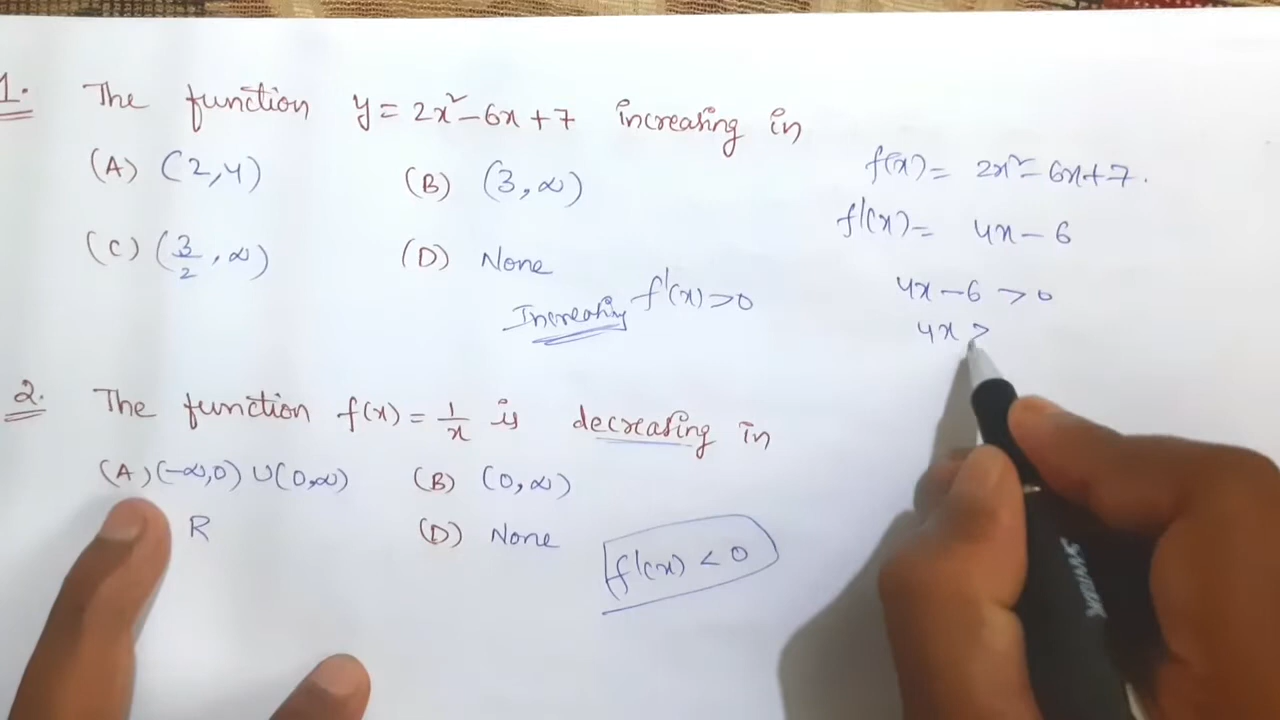 1. The function y = 2x² - 6x + 7 increasing in
(A) (2,4) (B) (3, ∞)
(C) (3/2, ∞) (D) None
Increasing f'(x) > 0
f(x) = 2x² - 6x + 7.
f'(x) = 4x - 6
4x - 6 > 0
4x >
2. The function f(x) = 1/x is decreasing in
(A) (-∞,0) ∪ (0,∞) (B) (0, ∞)
R (D) None
f'(x) < 0